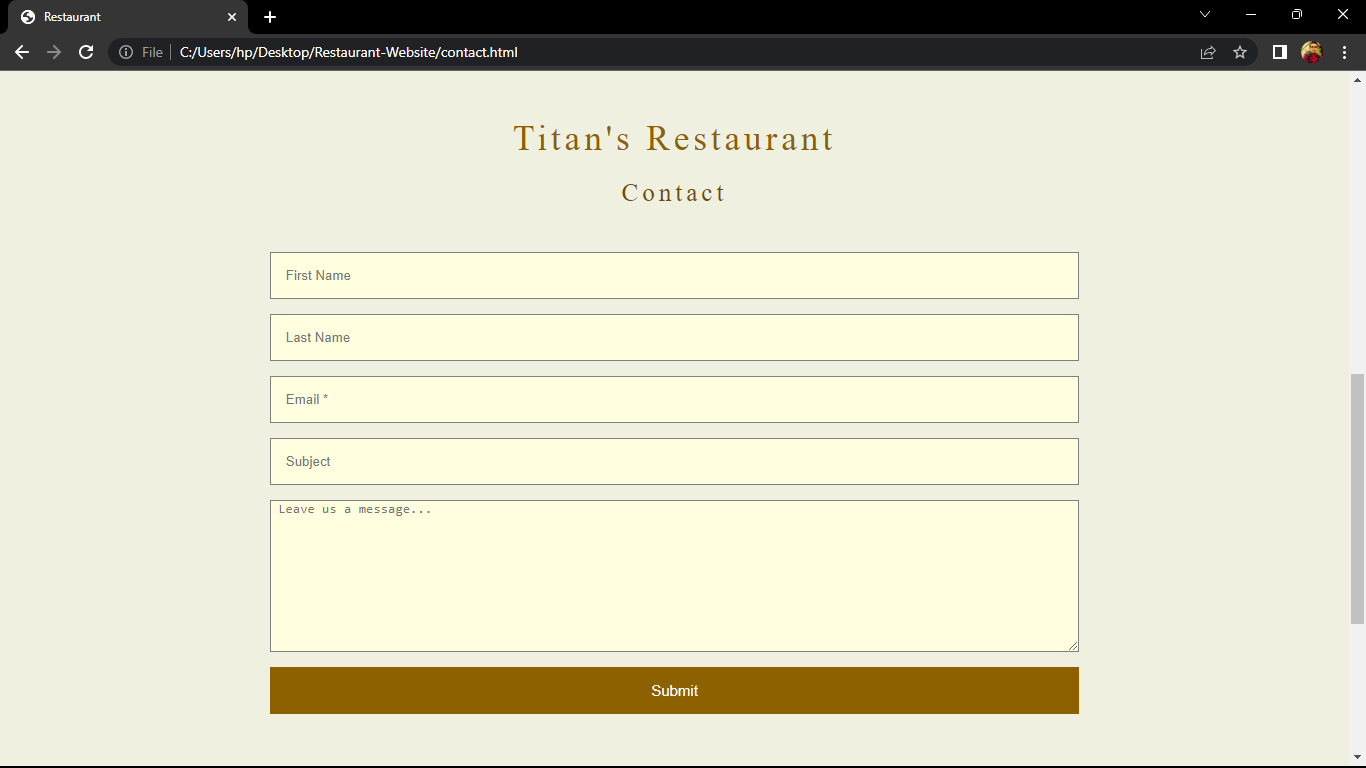 Restaurant
File
C:/Users/hp/Desktop/Restaurant-Website/contact.html
Titan's Restaurant
Contact
First Name
Last Name
Email *
Subject
Leave us a message...
Submit